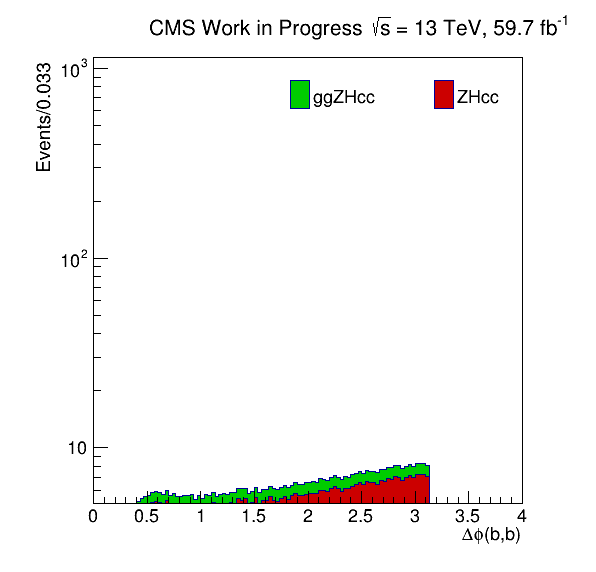 CMS Work in Progress √s = 13 TeV, 59.7 fb⁻¹
Events/0.033
10³
10²
10
ggZHcc
ZHcc
0 0.5 1 1.5 2 2.5 3 3.5 4
Δϕ(b,b)